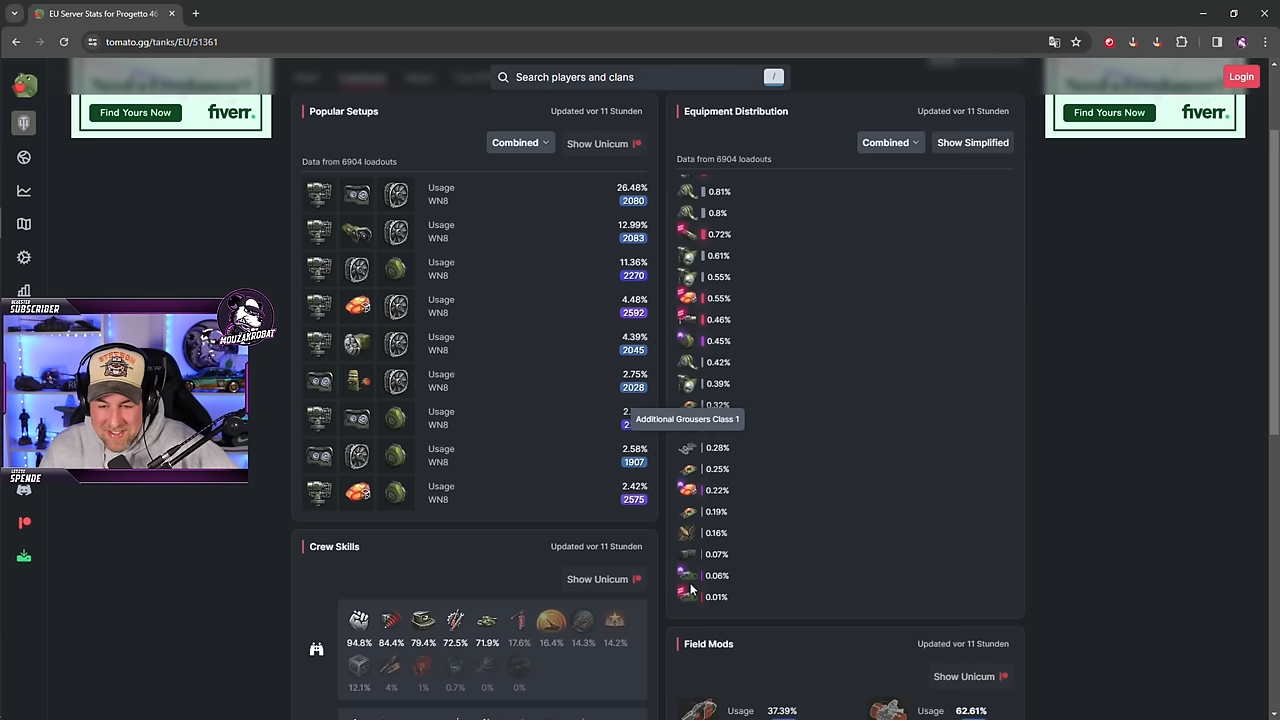 EU Server Stats for Progetto 46
tomato.gg/tanks/EU/51361
Search players and clans
/
Login
Find Yours Now
fiverr.
Find Yours Now
fiverr.
Popular Setups
Updated vor 11 Stunden
Combined
Show Unicum
Data from 6904 loadouts
Usage 26.48%
WN8 2080
Usage 12.99%
WN8 2083
Usage 11.36%
WN8 2270
Usage 4.48%
WN8 2592
Usage 4.39%
WN8 2045
Usage 2.75%
WN8 2028
Usage 2.
WN8 2
Usage 2.58%
WN8 1907
Usage 2.42%
WN8 2575
Equipment Distribution
Updated vor 11 Stunden
Combined
Show Simplified
Data from 6904 loadouts
0.81%
0.8%
0.72%
0.61%
0.55%
0.55%
0.46%
0.45%
0.42%
0.39%
0.32%
Additional Grousers Class 1
0.28%
0.25%
0.22%
0.19%
0.16%
0.07%
0.06%
0.01%
Crew Skills
Updated vor 11 Stunden
Show Unicum
94.8% 84.4% 79.4% 72.5% 71.9% 17.6% 16.4% 14.3% 14.2%
12.1% 4% 1% 0.7% 0% 0%
Field Mods
Updated vor 11 Stunden
Show Unicum
Usage 37.39%
Usage 62.61%
SUBSCRIBER
MOUZAKROBAT
LETZTE
SPENDE